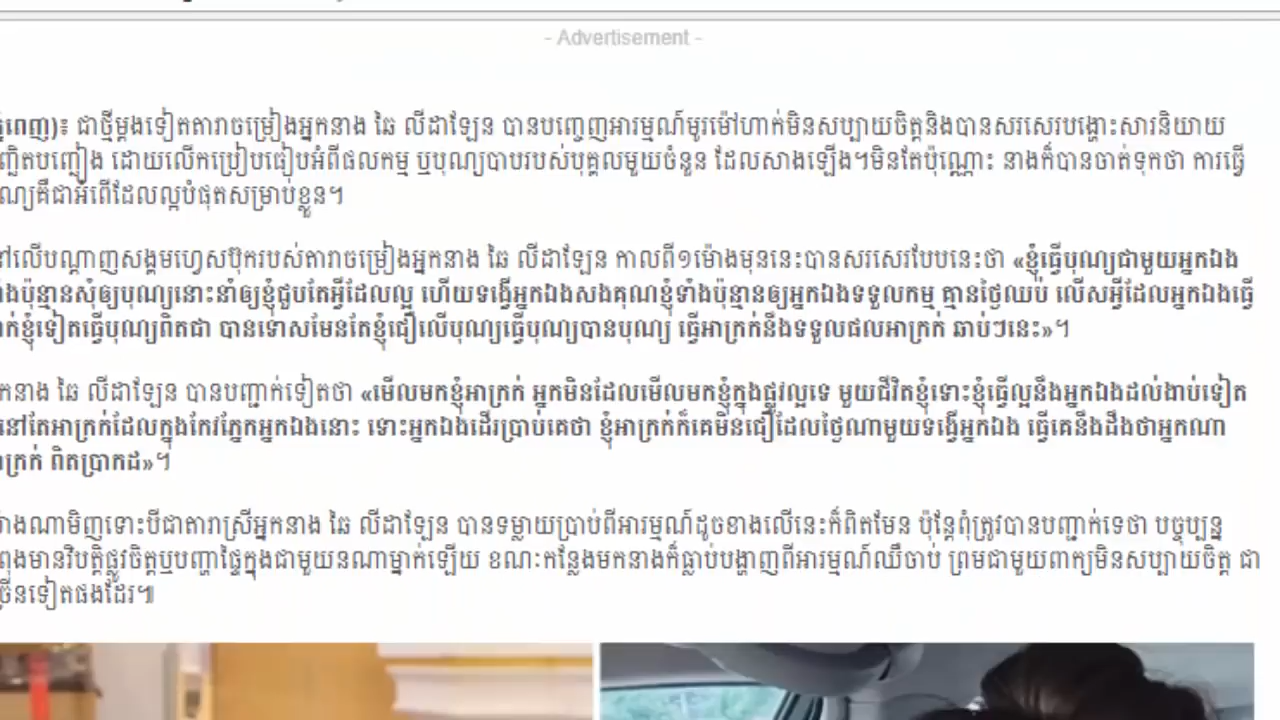 - Advertisement -
ភ្នំពេញ)៖ ជាថ្មីម្ដងទៀតតារាចម្រៀងអ្នកនាង ឆៃ លីដាឡែន បានបញ្ចេញអារម្មណ៍មួរម៉ៅហាក់មិនសប្បាយចិត្តនិងបានសរសេរបង្ហោះសារនិយាយ
ញ្ឆិតបញ្ឆៀង ដោយលើកប្រៀបធៀបអំពីផលកម្ម ឬបុណ្យបាបរបស់បុគ្គលមួយចំនួន ដែលសាងឡើង។មិនតែប៉ុណ្ណោះ នាងក៏បានចាត់ទុកថា ការធ្វើ
ណ្យគឺជាអំពើដែលល្អបំផុតសម្រាប់ខ្លួន។
នៅលើបណ្ដាញសង្គមហ្វេសប៊ុករបស់តារាចម្រៀងអ្នកនាង ឆៃ លីដាឡែន កាលពី១ម៉ោងមុននេះបានសរសេរបែបនេះថា «ខ្ញុំធ្វើបុណ្យជាមួយអ្នកឯង
ាំងប៉ុន្មានសុំឲ្យបុណ្យនោះនាំឲ្យខ្ញុំជួបតែអ្វីដែលល្អ ហើយទង្វើអ្នកឯងសងគុណខ្ញុំទាំងប៉ុន្មានឲ្យអ្នកឯងទទួលកម្ម គ្មានថ្ងៃឈប់ លើសអ្វីដែលអ្នកឯងធ្វើ
ាក់ខ្ញុំទៀតធ្វើបុណ្យពិតជា បានទោសមែនតែខ្ញុំជឿលើបុណ្យធ្វើបុណ្យបានបុណ្យ ធ្វើអាក្រក់នឹងទទួលផលអាក្រក់ ឆាប់ៗនេះ»។
កនាង ឆៃ លីដាឡែន បានបញ្ជាក់ទៀតថា «មើលមកខ្ញុំអាក្រក់ អ្នកមិនដែលមើលមកខ្ញុំក្នុងផ្លូវល្អទេ មួយជីវិតខ្ញុំទោះខ្ញុំធ្វើល្អនឹងអ្នកឯងដល់ងាប់ទៀត
នៅតែអាក្រក់ដែលក្នុងកែវភ្នែកអ្នកឯងនោះ ទោះអ្នកឯងដើរប្រាប់គេថា ខ្ញុំអាក្រក់ក៏គេមិនជឿដែលថ្ងៃណាមួយទង្វើអ្នកឯង ធ្វើគេនឹងដឹងថាអ្នកណា
ាក្រក់ ពិតប្រាកដ»។
ាងណាមិញទោះបីជាតារាស្រីអ្នកនាង ឆៃ លីដាឡែន បានទម្លាយប្រាប់ពីអារម្មណ៍ដូចខាងលើនេះក៏ពិតមែន ប៉ុន្តែពុំត្រូវបានបញ្ជាក់ទេថា បច្ចុប្បន្ន
ំពុងមានវិបត្តិផ្លូវចិត្តឬបញ្ហាផ្ទៃក្នុងជាមួយនណាម្នាក់ឡើយ ខណៈកន្លែងមកនាងក៏ធ្លាប់បង្ហាញពីអារម្មណ៍ឈឺចាប់ ព្រមជាមួយពាក្យមិនសប្បាយចិត្ត ជា
ច្រើនទៀតផងដែរ៕